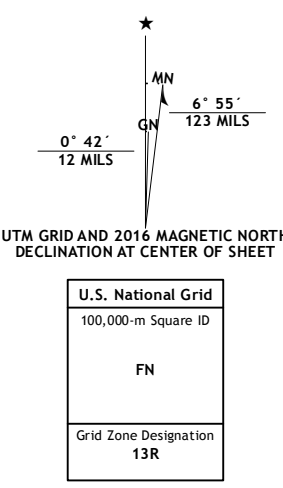 ★
MN
6° 55´
123 MILS
GN
0° 42´
12 MILS
UTM GRID AND 2016 MAGNETIC NORTH
DECLINATION AT CENTER OF SHEET
U.S. National Grid
100,000-m Square ID
FN
Grid Zone Designation
13R